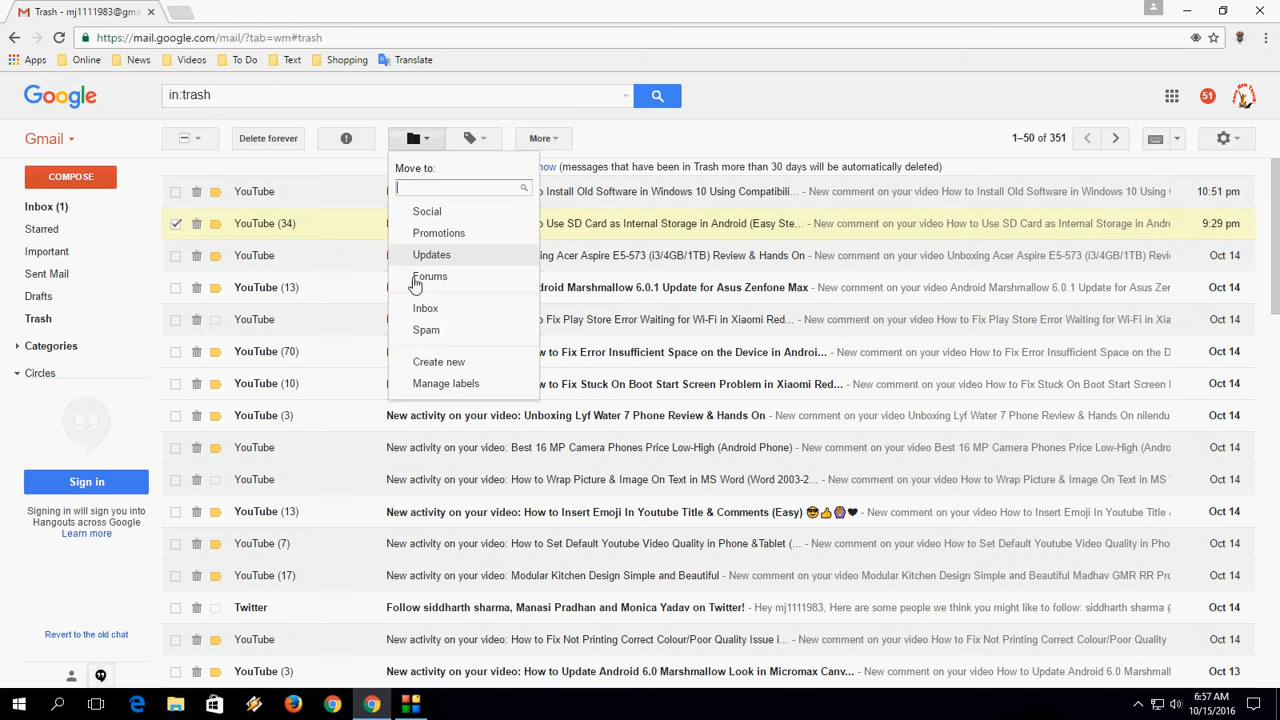 Trash - mj1111983@gma
https://mail.google.com/mail/?tab=wm#trash
Apps Online News Videos To Do Text Shopping Translate
Google
in:trash
51
Gmail
Delete forever
More
1–50 of 351
COMPOSE
Inbox (1)
Starred
Important
Sent Mail
Drafts
Trash
Categories
Circles
Sign in
Signing in will sign you into
Hangouts across Google
Learn more
Revert to the old chat
Move to:
Social
Promotions
Updates
Forums
Inbox
Spam
Create new
Manage labels
now (messages that have been in Trash more than 30 days will be automatically deleted)
YouTube to Install Old Software in Windows 10 Using Compatibili... - New comment on your video How to Install Old Software in Windows 10 Using 10:51 pm
YouTube (34) to Use SD Card as Internal Storage in Android (Easy Ste... - New comment on your video How to Use SD Card as Internal Storage in 9:29 pm
YouTube ing Acer Aspire E5-573 (i3/4GB/1TB) Review & Hands On - New comment on your video Unboxing Acer Aspire E5-573 (i3/4GB/1TB) Oct 14
YouTube (13) ndroid Marshmallow 6.0.1 Update for Asus Zenfone Max - New comment on your video Android Marshmallow 6.0.1 Update for Asus Oct 14
YouTube to Fix Play Store Error Waiting for Wi-Fi in Xiaomi Red... - New comment on your video How to Fix Play Store Error Waiting for Wi-Fi in Oct 14
YouTube (70) ow to Fix Error Insufficient Space on the Device in Androi... - New comment on your video How to Fix Error Insufficient Space on the Oct 14
YouTube (10) ow to Fix Stuck On Boot Start Screen Problem in Xiaomi Red... - New comment on your video How to Fix Stuck On Boot Start Oct 14
YouTube (3) New activity on your video: Unboxing Lyf Water 7 Phone Review & Hands On - New comment on your video Unboxing Lyf Water 7 Phone Review & Hands On nilendu Oct 14
YouTube New activity on your video: Best 16 MP Camera Phones Price Low-High (Android Phone) - New comment on your video Best 16 MP Camera Phones Price Low-High (Android Oct 14
YouTube New activity on your video: How to Wrap Picture & Image On Text in MS Word (Word 2003-2... - New comment on your video How to Wrap Picture & Image On Text in MS Oct 14
YouTube (13) New activity on your video: How to Insert Emoji In Youtube Title & Comments (Easy) 😎👍🙆❤ - New comment on your video How to Insert Emoji In Youtube Title & Oct 14
YouTube (7) New activity on your video: How to Set Default Youtube Video Quality in Phone &Tablet (... - New comment on your video How to Set Default Youtube Video Quality in Phone Oct 14
YouTube (17) New activity on your video: Modular Kitchen Design Simple and Beautiful - New comment on your video Modular Kitchen Design Simple and Beautiful Madhav GMR RR Pro Oct 14
Twitter Follow siddharth sharma, Manasi Pradhan and Monica Yadav on Twitter! - Hey mj1111983, Here are some people we think you might like to follow: siddharth sharma Oct 14
YouTube New activity on your video: How to Fix Not Printing Correct Colour/Poor Quality Issue i... - New comment on your video How to Fix Not Printing Correct Colour/Poor Quality Oct 14
YouTube (3) New activity on your video: How to Update Android 6.0 Marshmallow Look in Micromax Canv... - New comment on your video How to Update Android 6.0 Marshmallow Look Oct 13
6:57 AM
10/15/2016